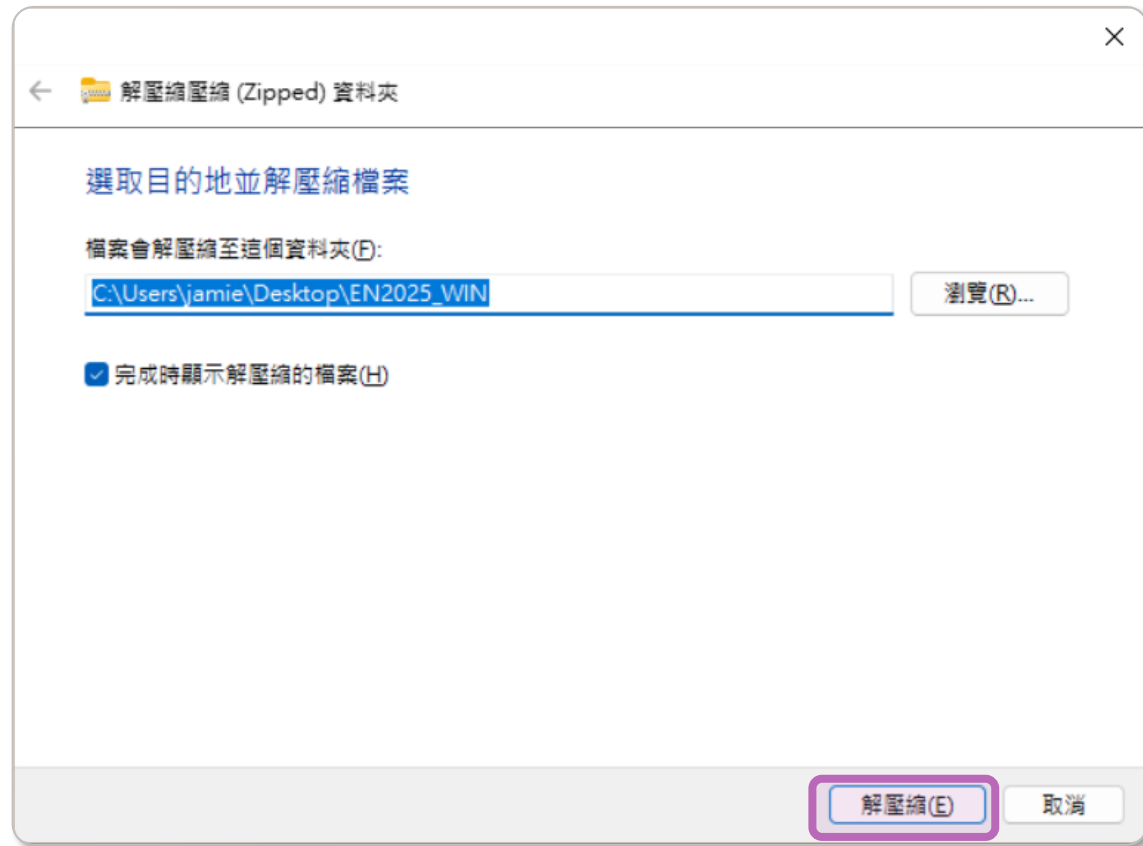 解壓縮壓縮 (Zipped) 資料夾
選取目的地並解壓縮檔案
檔案會解壓縮至這個資料夾(F):
C:\Users\jamie\Desktop\EN2025_WIN
瀏覽(R)...
完成時顯示解壓縮的檔案(H)
解壓縮(E)
取消